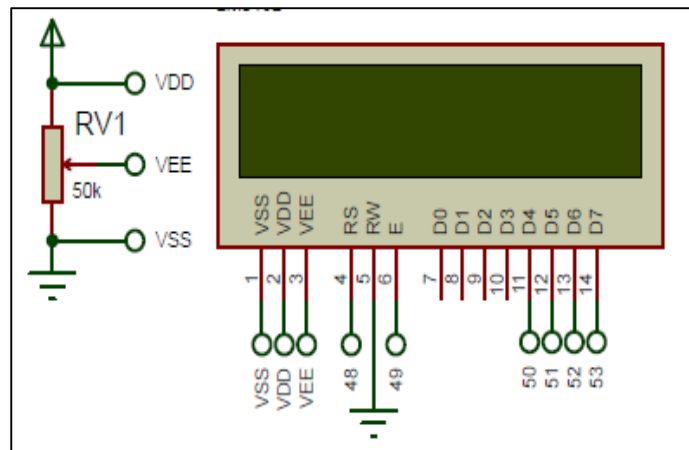 VDD
RV1
VEE
50k
VSS
VSS
VDD
VEE
RS
RW
E
D0
D1
D2
D3
D4
D5
D6
D7
1
2
3
4
5
6
7
8
9
10
11
12
13
14
VSS
VDD
VEE
48
49
50
51
52
53